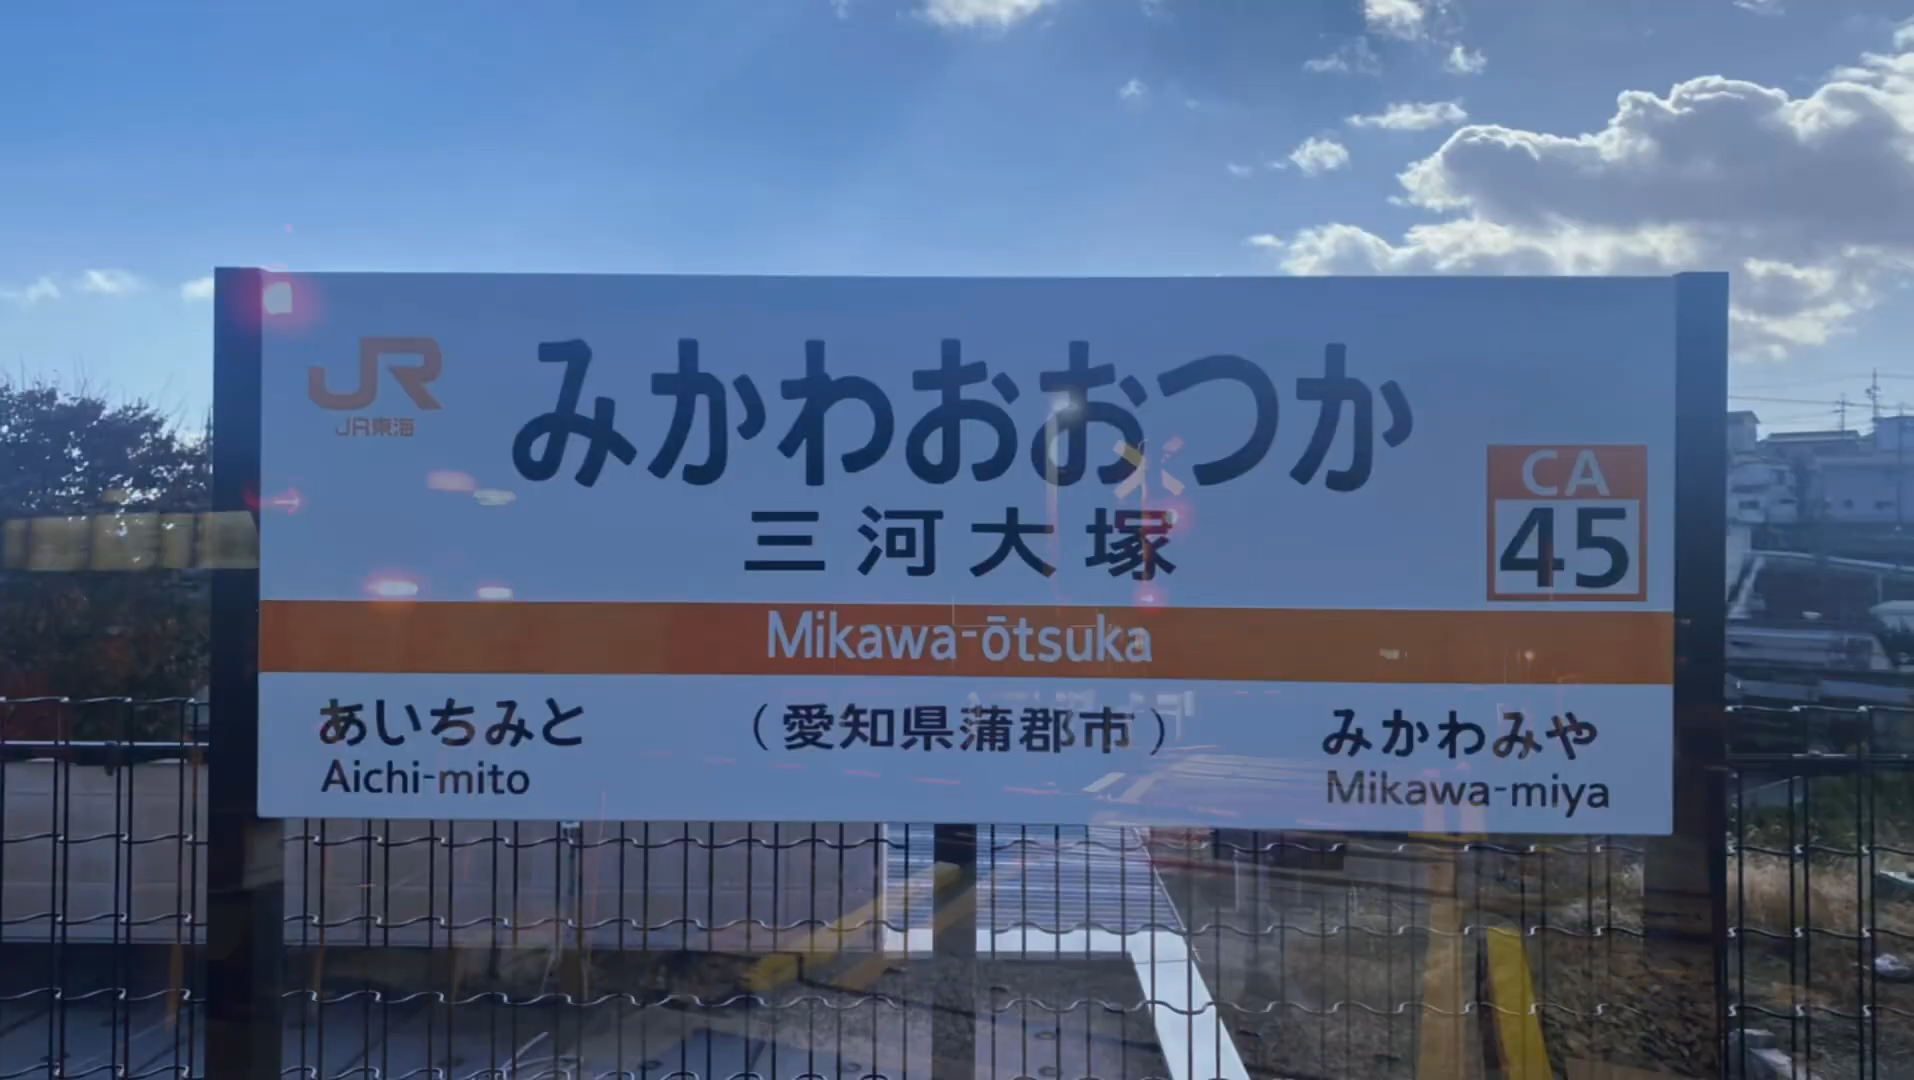 JR
JR東海
みかわおおつか
三河大塚
CA
45
Mikawa-ōtsuka
あいちみと
（愛知県蒲郡市）
みかわみや
Aichi-mito
Mikawa-miya